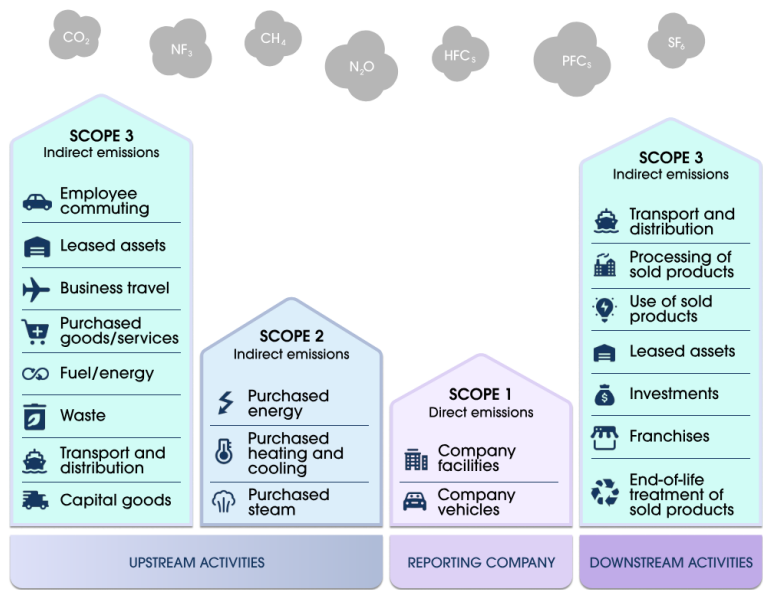 CO₂
NF₃
CH₄
N₂O
HFCₛ
PFCₛ
SF₆
SCOPE 3
Indirect emissions
Employee
commuting
Leased assets
Business travel
Purchased
goods/services
Fuel/energy
Waste
Transport and
distribution
Capital goods
SCOPE 2
Indirect emissions
Purchased
energy
Purchased
heating and
cooling
Purchased
steam
SCOPE 1
Direct emissions
Company
facilities
Company
vehicles
SCOPE 3
Indirect emissions
Transport and
distribution
Processing of
sold products
Use of sold
products
Leased assets
Investments
Franchises
End-of-life
treatment of
sold products
UPSTREAM ACTIVITIES
REPORTING COMPANY
DOWNSTREAM ACTIVITIES